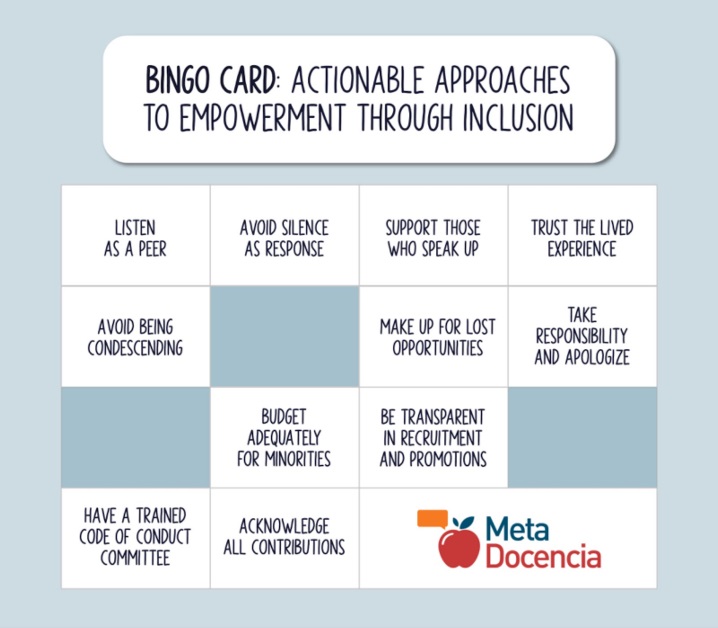 BINGO CARD: ACTIONABLE APPROACHES
TO EMPOWERMENT THROUGH INCLUSION
LISTEN
AS A PEER
AVOID SILENCE
AS RESPONSE
SUPPORT THOSE
WHO SPEAK UP
TRUST THE LIVED
EXPERIENCE
AVOID BEING
CONDESCENDING
MAKE UP FOR LOST
OPPORTUNITIES
TAKE
RESPONSIBILITY
AND APOLOGIZE
BUDGET
ADEQUATELY
FOR MINORITIES
BE TRANSPARENT
IN RECRUITMENT
AND PROMOTIONS
HAVE A TRAINED
CODE OF CONDUCT
COMMITTEE
ACKNOWLEDGE
ALL CONTRIBUTIONS
Meta
Docencia